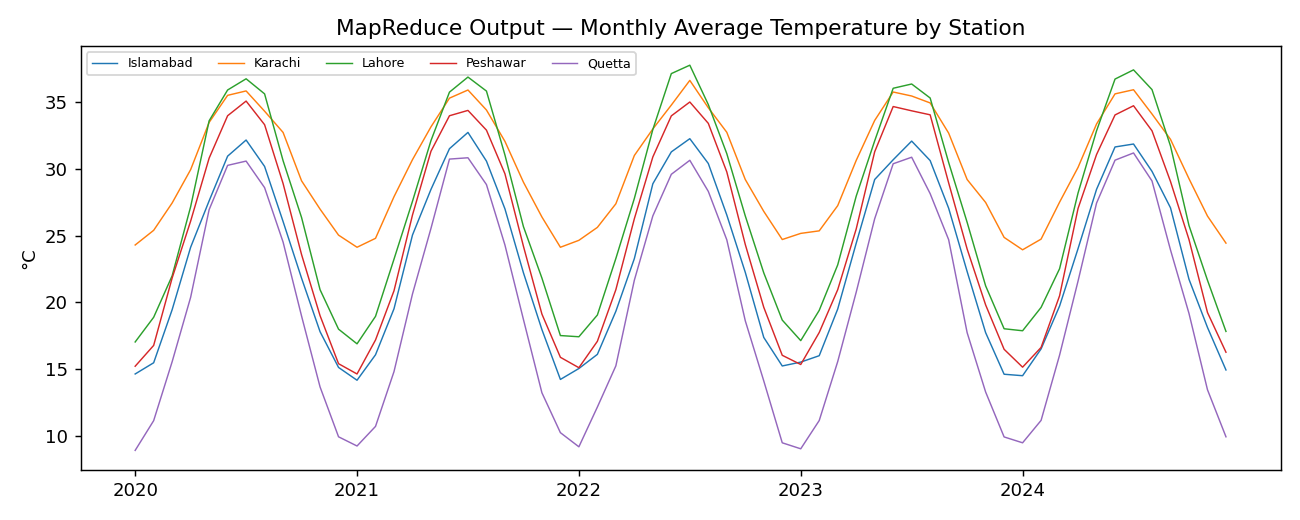 MapReduce Output — Monthly Average Temperature by Station
Islamabad Karachi Lahore Peshawar Quetta
°C
35
30
25
20
15
10
2020 2021 2022 2023 2024